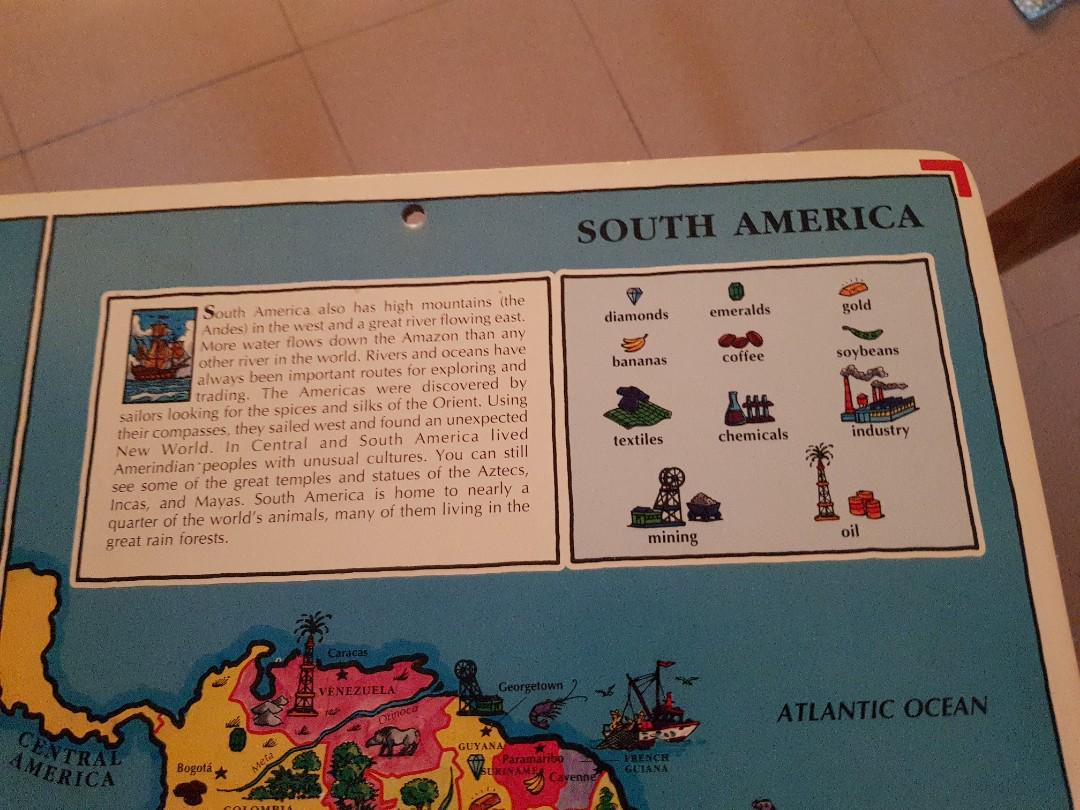 SOUTH AMERICA
South America also has high mountains (the
Andes) in the west and a great river flowing east.
More water flows down the Amazon than any
other river in the world. Rivers and oceans have
always been important routes for exploring and
trading. The Americas were discovered by
sailors looking for the spices and silks of the Orient. Using
their compasses, they sailed west and found an unexpected
New World. In Central and South America lived
Amerindian peoples with unusual cultures. You can still
see some of the great temples and statues of the Aztecs,
Incas, and Mayas. South America is home to nearly a
quarter of the world's animals, many of them living in the
great rain forests.
diamonds
emeralds
gold
bananas
coffee
soybeans
textiles
chemicals
industry
mining
oil
Caracas
VENEZUELA
Orinoco
Georgetown
ATLANTIC OCEAN
CENTRAL
AMERICA
Bogotá
Meta
GUYANA
Paramaribo
SURINAME
Cayenne
FRENCH
GUIANA
COLOMBIA